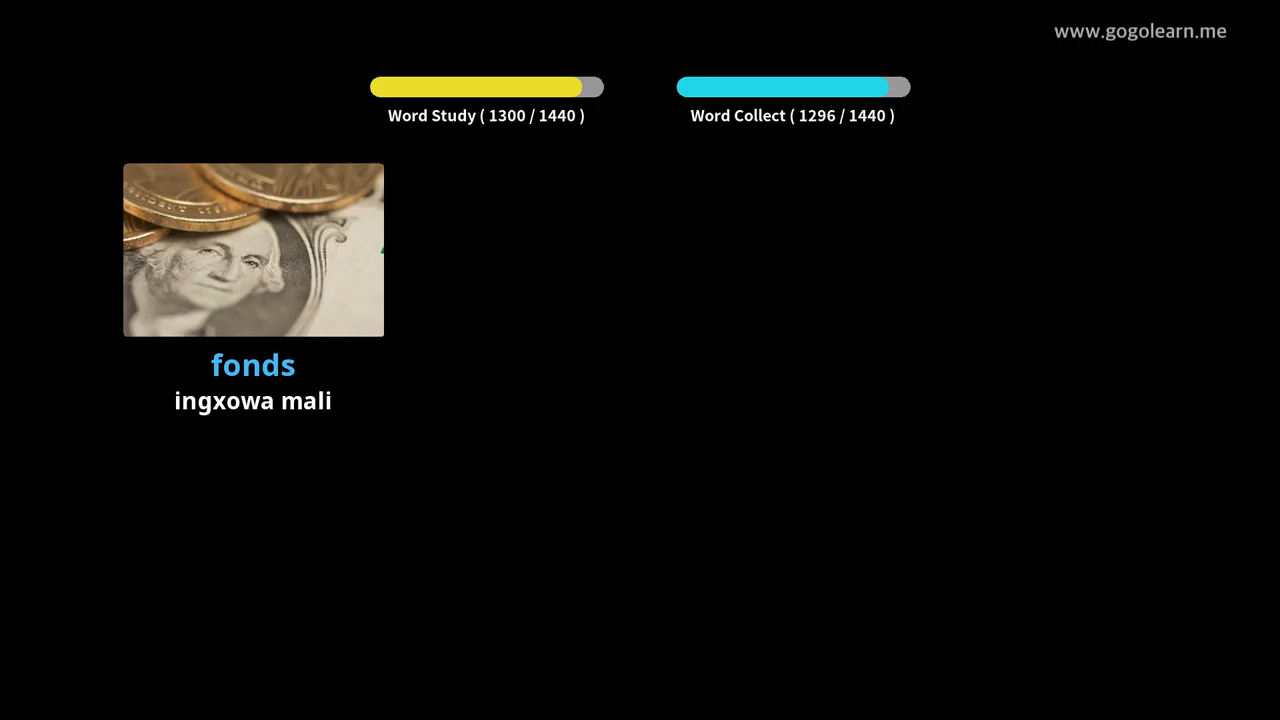 www.gogolearn.me
Word Study ( 1300 / 1440 )
Word Collect ( 1296 / 1440 )
fonds
ingxowa mali